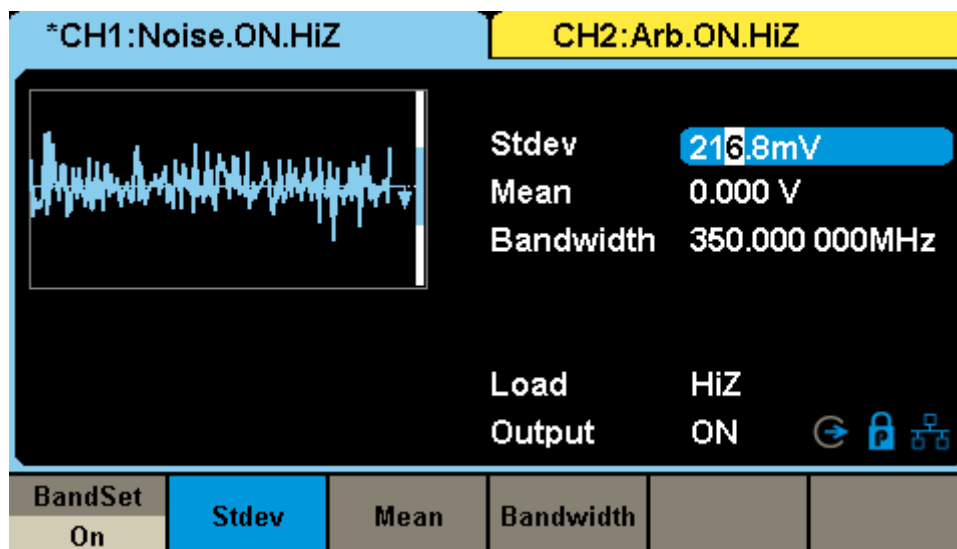 *CH1:Noise.ON.HiZ CH2:Arb.ON.HiZ
Stdev 216.8mV
Mean 0.000 V
Bandwidth 350.000 000MHz
Load HiZ
Output ON
BandSet Stdev Mean Bandwidth
On